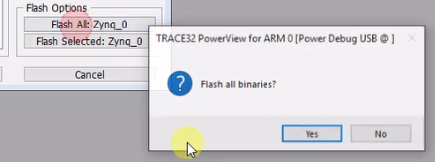 Flash Options
Flash All: Zynq_0
Flash Selected: Zynq_0
Cancel
TRACE32 PowerView for ARM 0 [Power Debug USB @ ]
Flash all binaries?
Yes
No